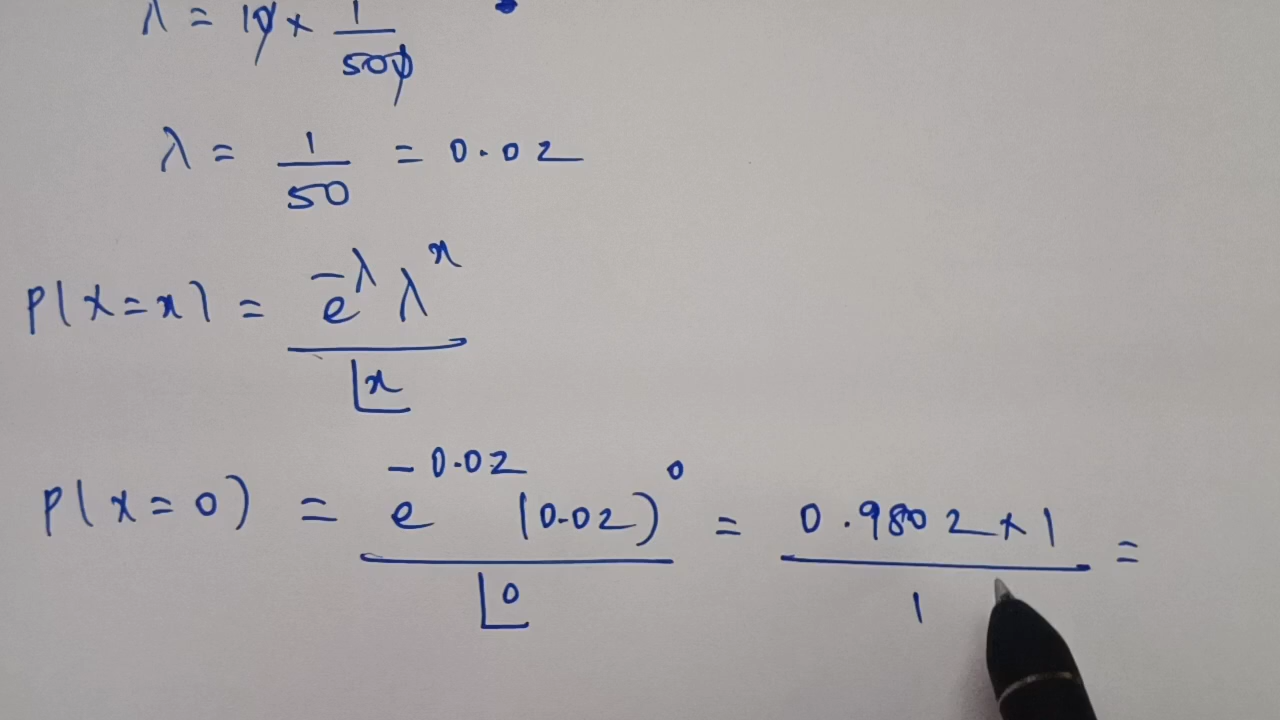 λ = 10 × 1/500
λ = 1/50 = 0.02
P(X=x) = e^-λ λ^x / ⌊x
P(X=0) = e^-0.02 (0.02)^0 / ⌊0 = 0.9802×1 / 1 =